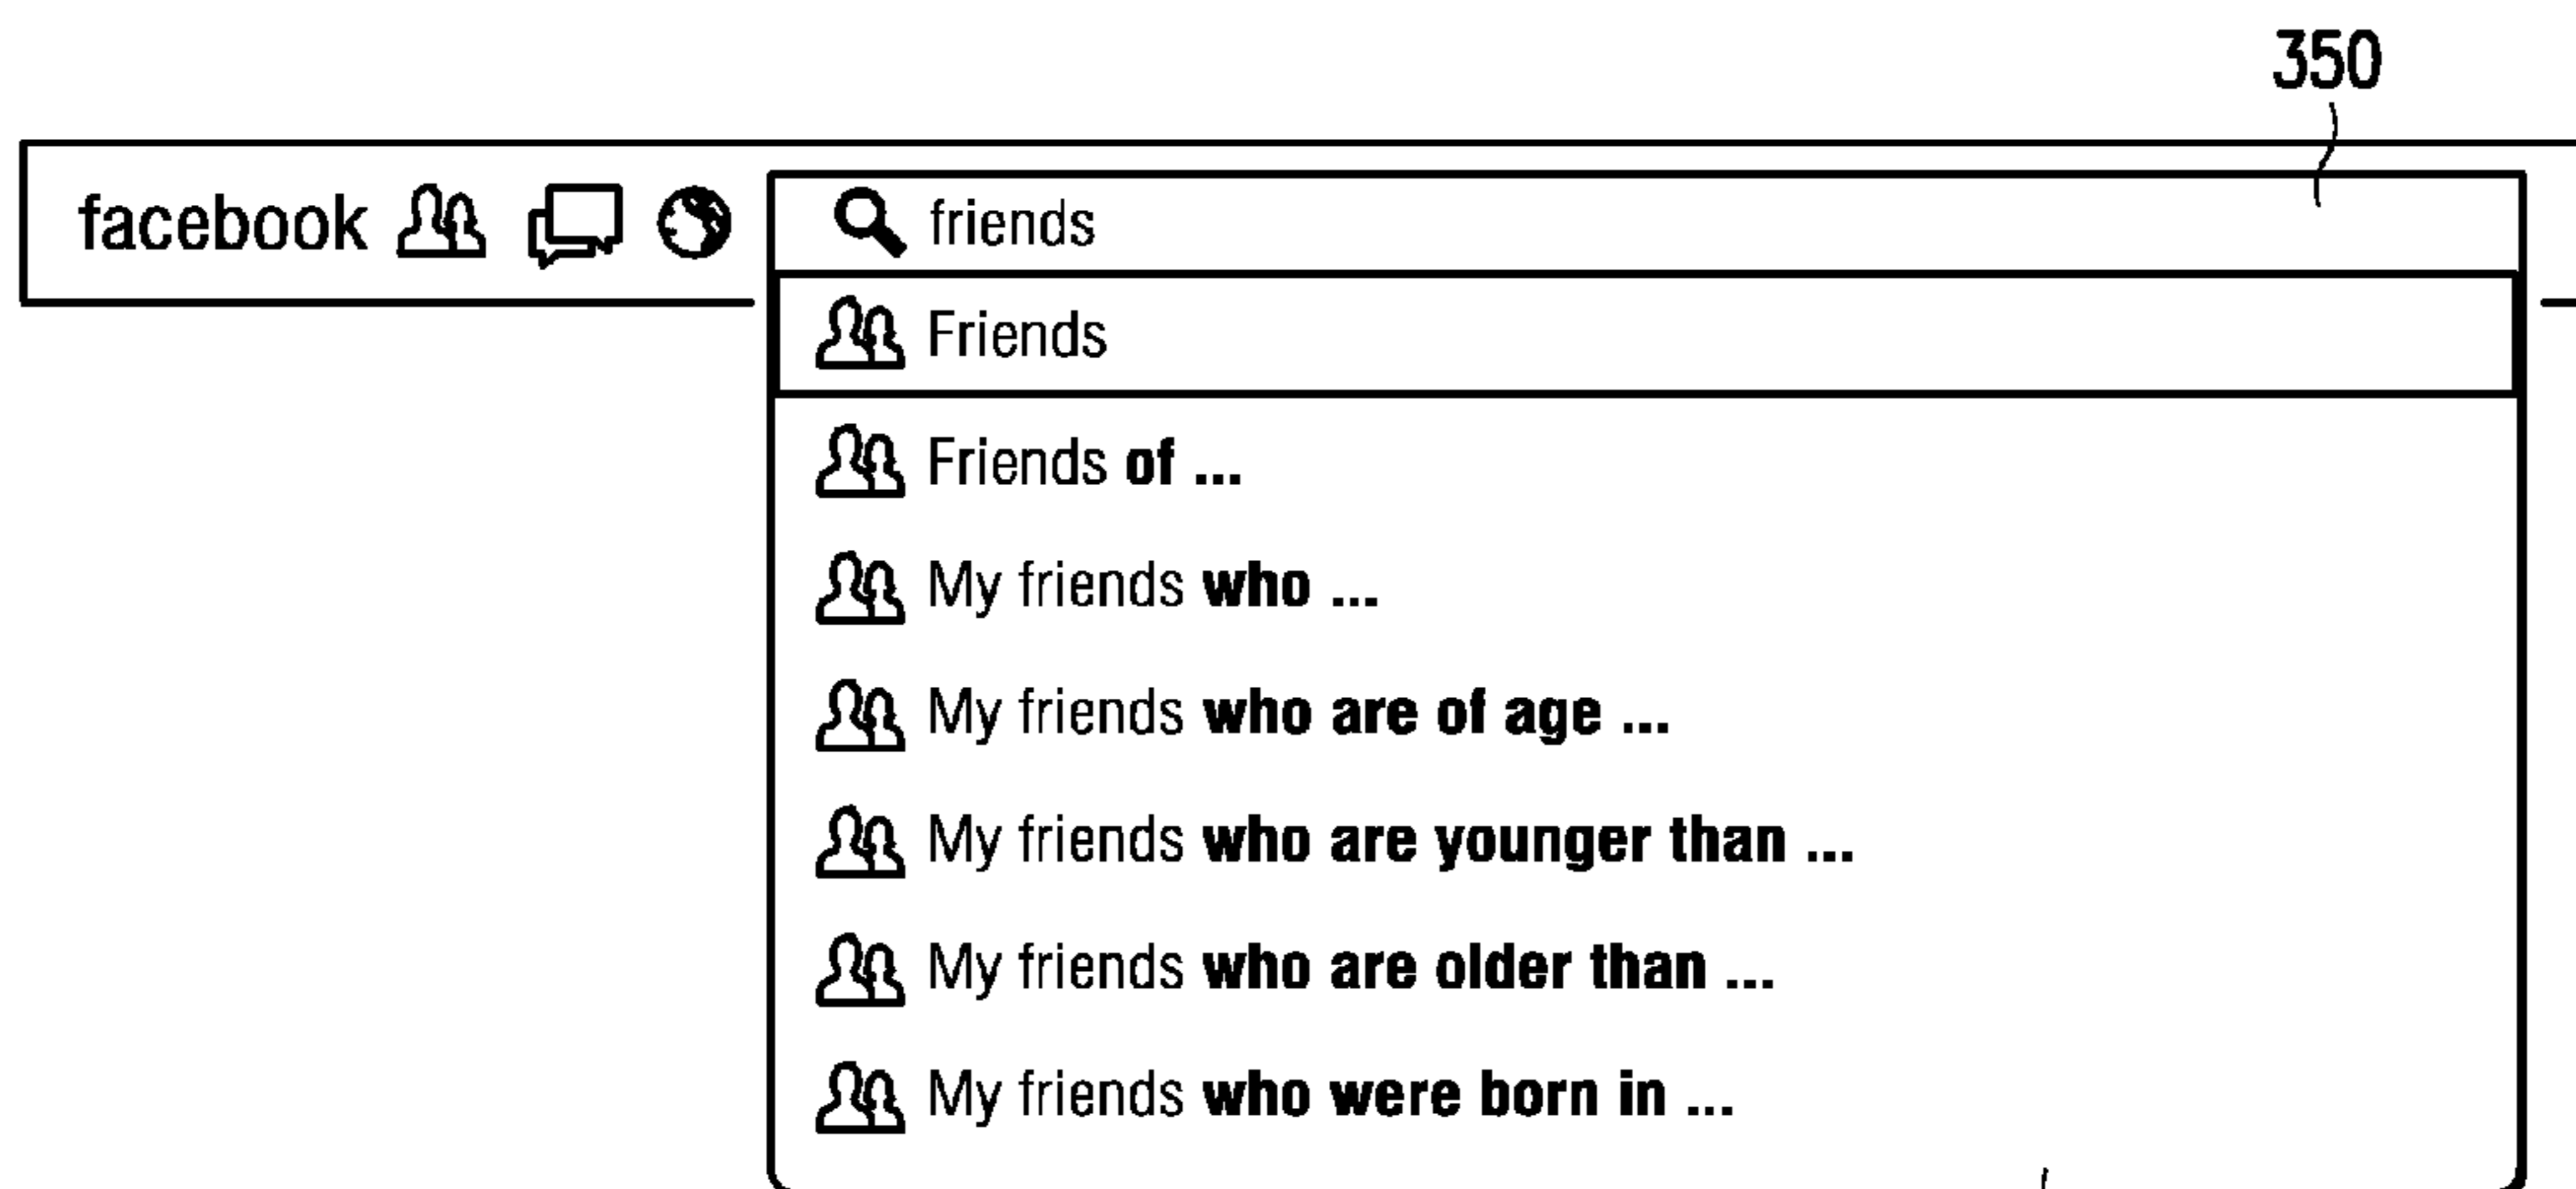 350
facebook friends
Friends
Friends of ...
My friends who ...
My friends who are of age ...
My friends who are younger than ...
My friends who are older than ...
My friends who were born in ...